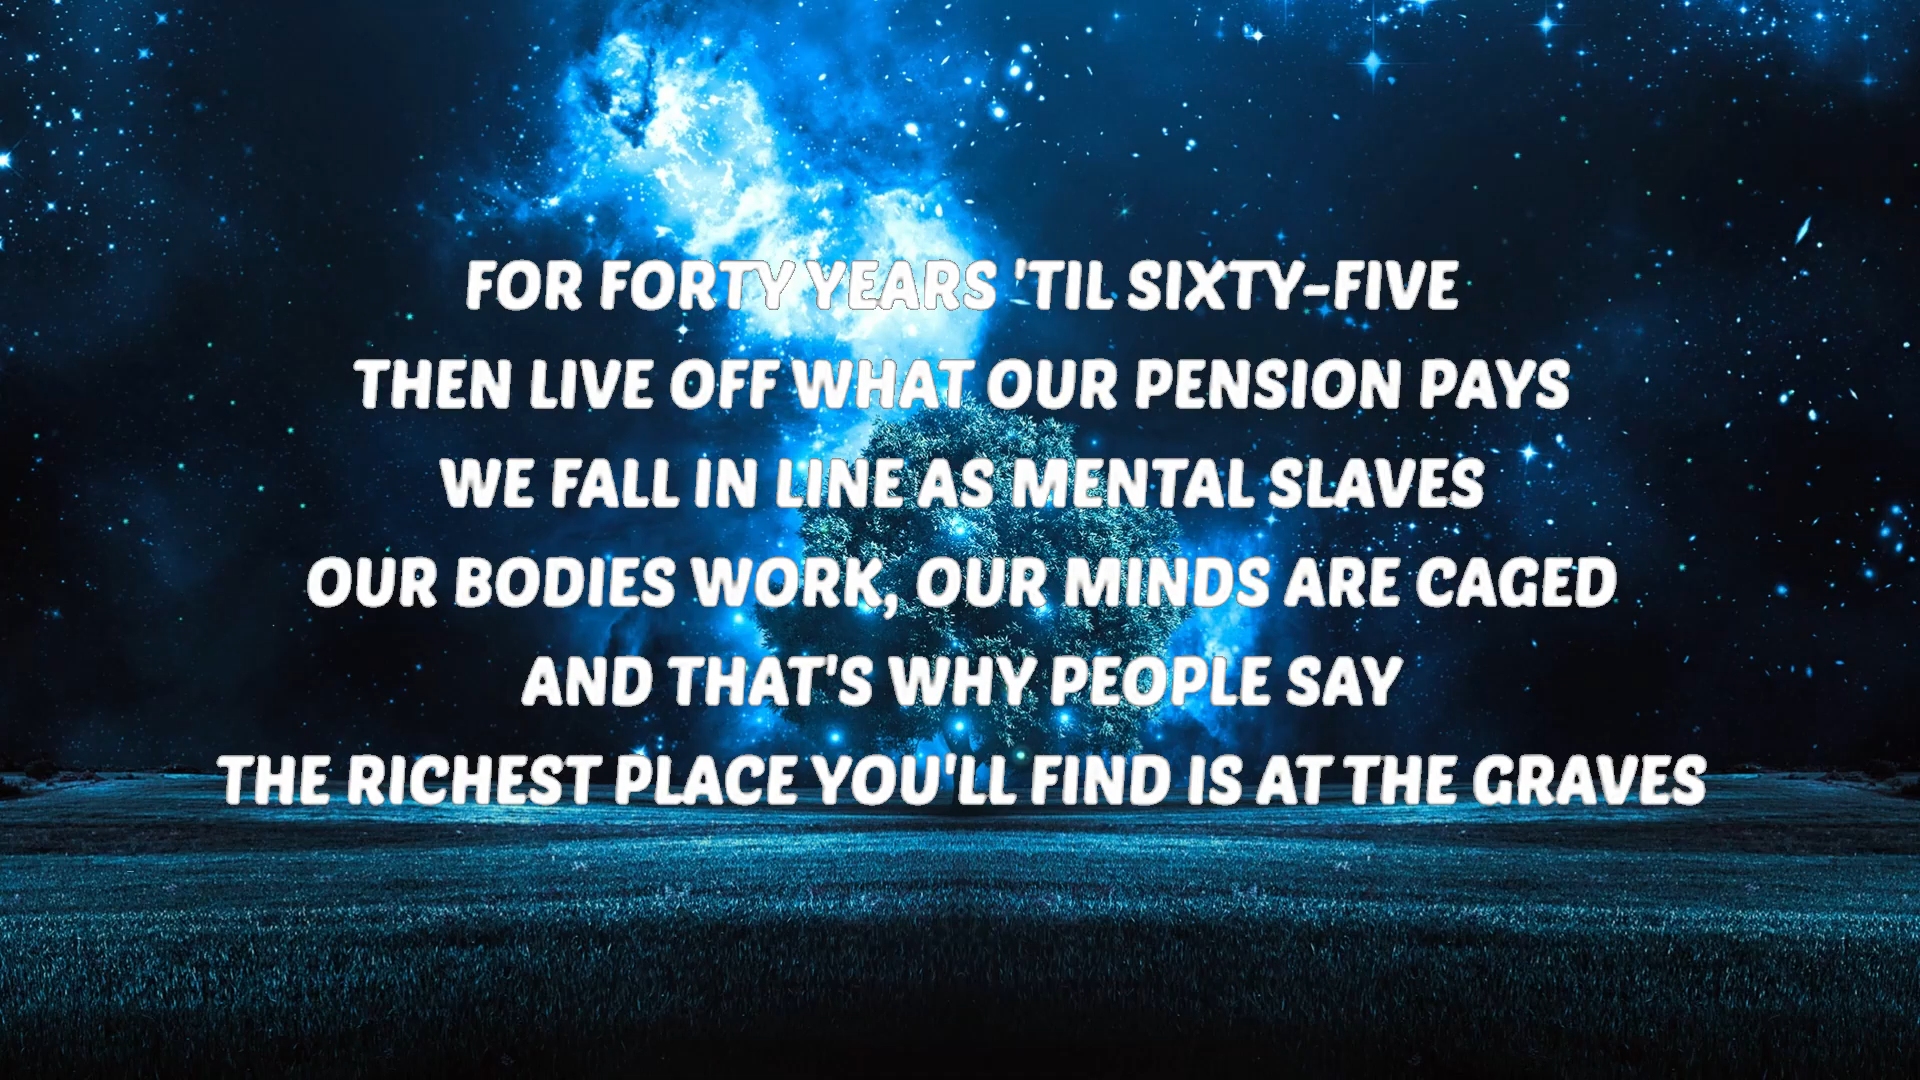 FOR FORTY YEARS 'TIL SIXTY-FIVE
THEN LIVE OFF WHAT OUR PENSION PAYS
WE FALL IN LINE AS MENTAL SLAVES
OUR BODIES WORK, OUR MINDS ARE CAGED
AND THAT'S WHY PEOPLE SAY
THE RICHEST PLACE YOU'LL FIND IS AT THE GRAVES